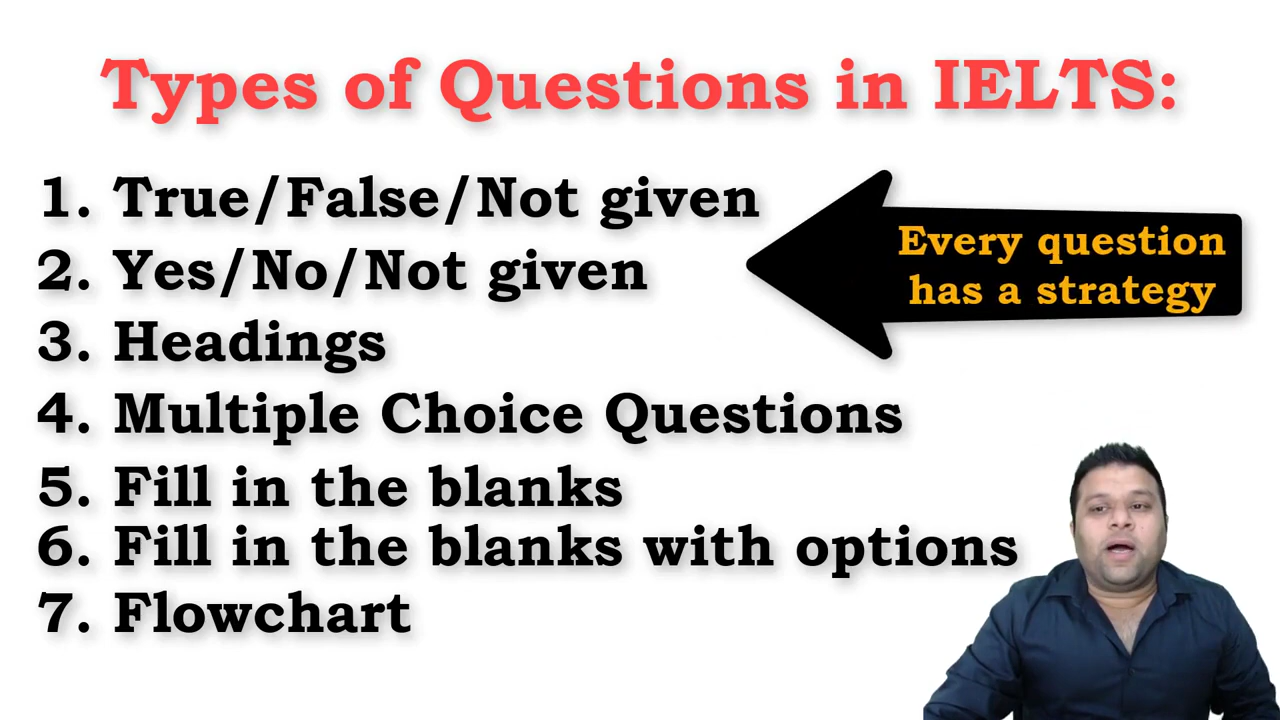 Types of Questions in IELTS:
1. True/False/Not given
2. Yes/No/Not given
Every question
has a strategy
3. Headings
4. Multiple Choice Questions
5. Fill in the blanks
6. Fill in the blanks with options
7. Flowchart